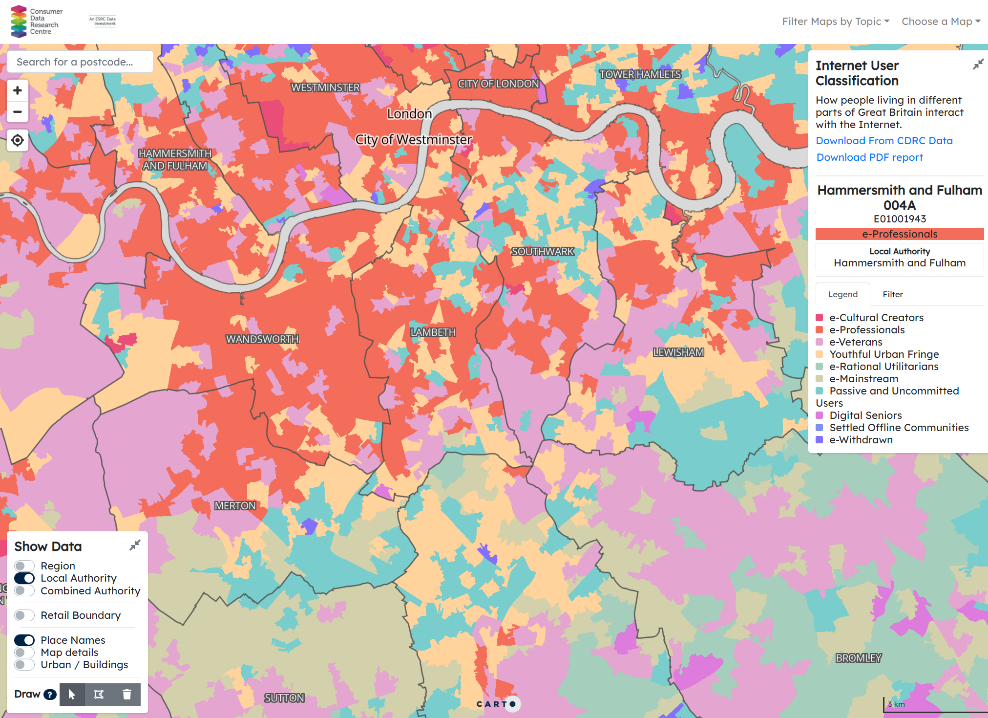 Consumer
Data
Research
Centre
An ESRC Data
Investment
Filter Maps by Topic
Choose a Map
Search for a postcode...
+
−
WESTMINSTER
CITY OF LONDON
TOWER HAMLETS
London
City of Westminster
HAMMERSMITH
AND FULHAM
SOUTHWARK
WANDSWORTH
LAMBETH
LEWISHAM
MERTON
BROMLEY
SUTTON
Internet User
Classification
How people living in different
parts of Great Britain interact
with the Internet.
Download From CDRC Data
Download PDF report
Hammersmith and Fulham
004A
E01001943
e-Professionals
Local Authority
Hammersmith and Fulham
Legend
Filter
e-Cultural Creators
e-Professionals
e-Veterans
Youthful Urban Fringe
e-Rational Utilitarians
e-Mainstream
Passive and Uncommitted
Users
Digital Seniors
Settled Offline Communities
e-Withdrawn
Show Data
Region
Local Authority
Combined Authority
Retail Boundary
Place Names
Map details
Urban / Buildings
Draw ?
CARTO
3 km